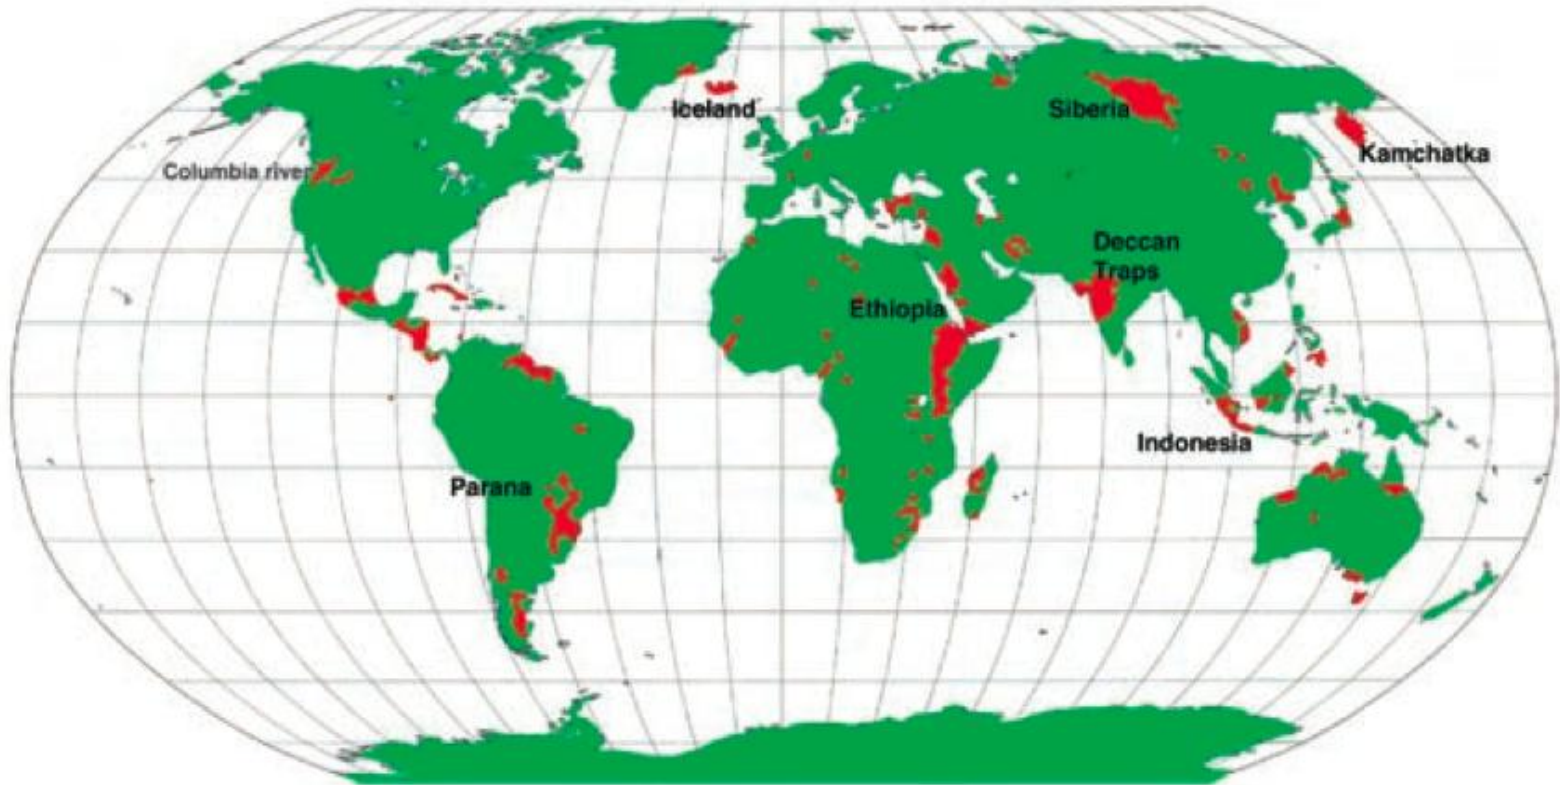 Iceland
Siberia
Kamchatka
Columbia river
Deccan
Traps
Ethiopia
Indonesia
Parana